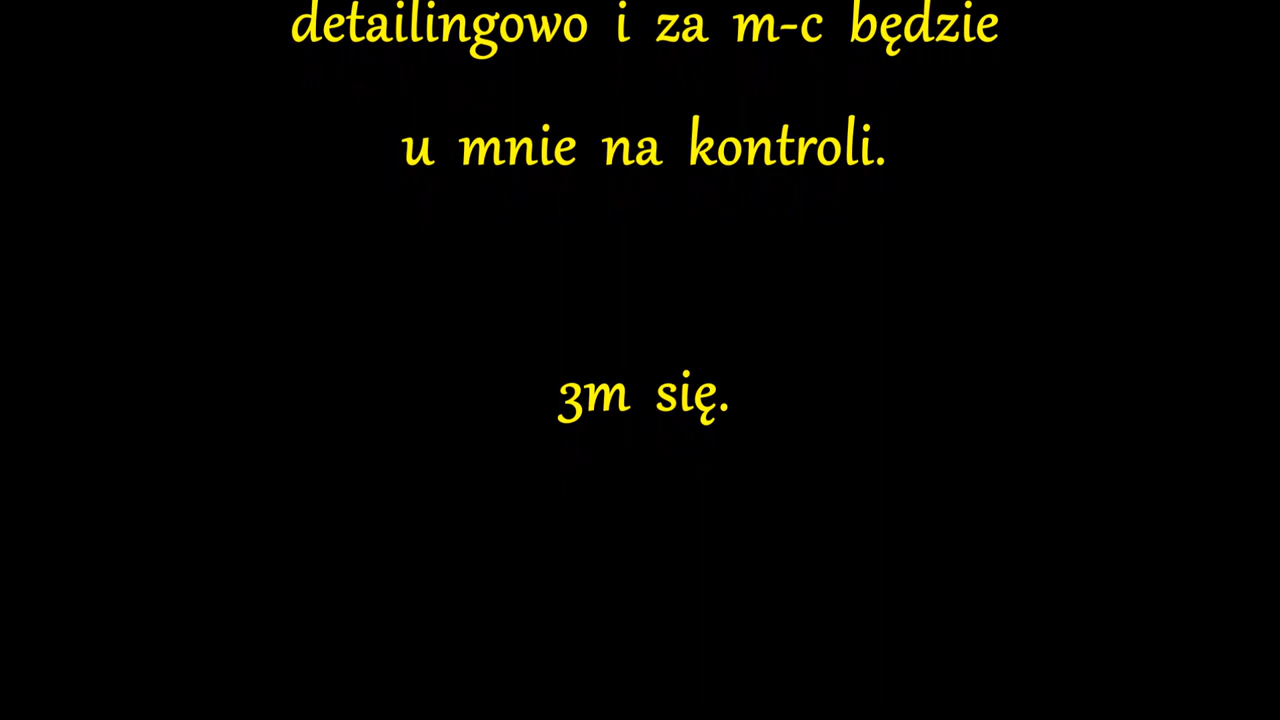 detailingowo i za m-c będzie
u mnie na kontroli.
3m się.